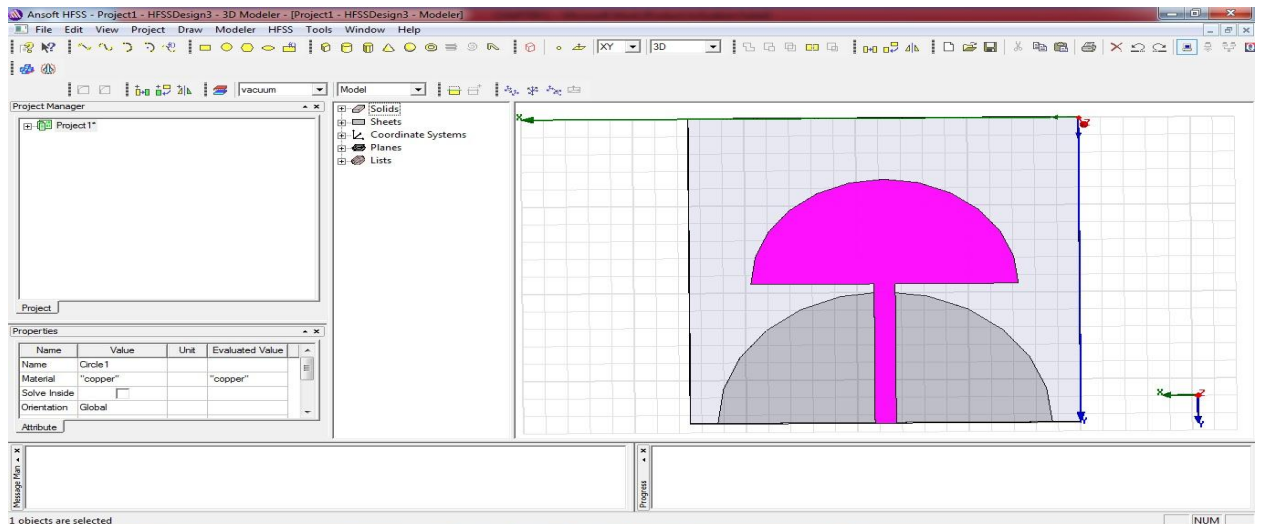 Ansoft HFSS - Project1 - HFSSDesign3 - 3D Modeler - [Project1 - HFSSDesign3 - Modeler]
File Edit View Project Draw Modeler HFSS Tools Window Help
XY 3D
vacuum Model
Project Manager
Project1*
Project
Solids
Sheets
Coordinate Systems
Planes
Lists
X
Z
Y
X Z
Y
Properties
Name Value Unit Evaluated Value
Name Circle1
Material "copper" "copper"
Solve Inside
Orientation Global
Attribute
Message Man
Progress
1 objects are selected NUM